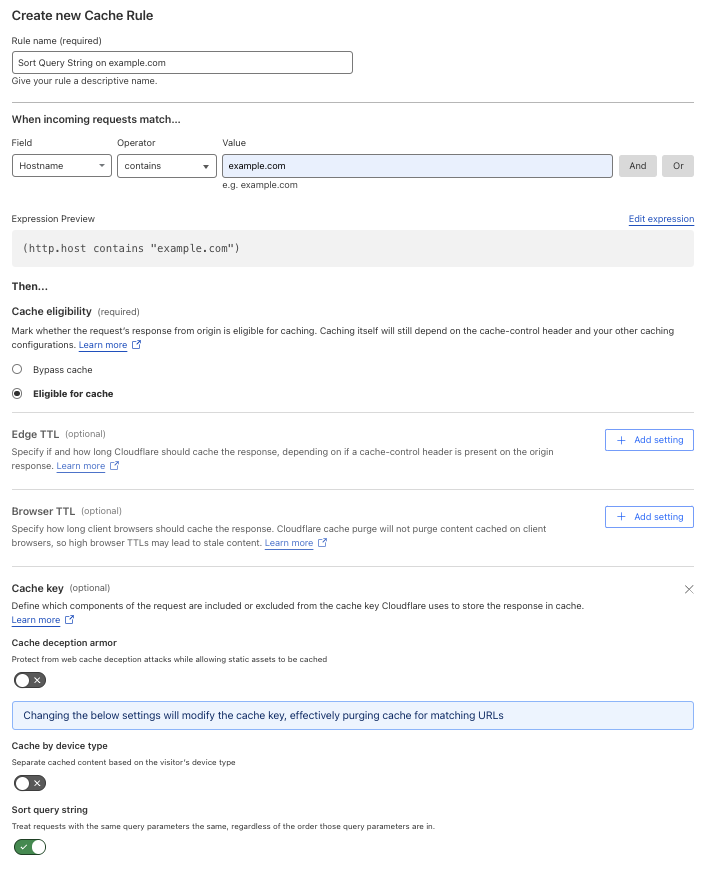 Create new Cache Rule
Rule name (required)
Sort Query String on example.com
Give your rule a descriptive name.
When incoming requests match...
Field Operator Value
Hostname contains example.com And Or
e.g. example.com
Expression Preview Edit expression
(http.host contains "example.com")
Then...
Cache eligibility (required)
Mark whether the request's response from origin is eligible for caching. Caching itself will still depend on the cache-control header and your other caching
configurations. Learn more
Bypass cache
Eligible for cache
Edge TTL (optional)
Add setting
Specify if and how long Cloudflare should cache the response, depending on if a cache-control header is present on the origin
response. Learn more
Browser TTL (optional)
Add setting
Specify how long client browsers should cache the response. Cloudflare cache purge will not purge content cached on client
browsers, so high browser TTLs may lead to stale content. Learn more
Cache key (optional)
Define which components of the request are included or excluded from the cache key Cloudflare uses to store the response in cache.
Learn more
Cache deception armor
Protect from web cache deception attacks while allowing static assets to be cached
Changing the below settings will modify the cache key, effectively purging cache for matching URLs
Cache by device type
Separate cached content based on the visitor's device type
Sort query string
Treat requests with the same query parameters the same, regardless of the order those query parameters are in.